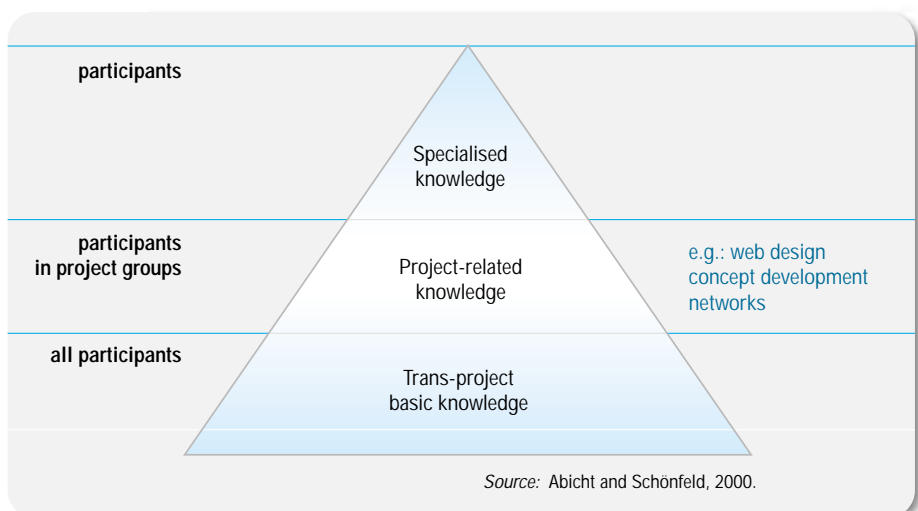 participants
Specialised
knowledge
participants
in project groups
Project-related
knowledge
e.g.: web design
concept development
networks
all participants
Trans-project
basic knowledge
Source: Abicht and Schönfeld, 2000.